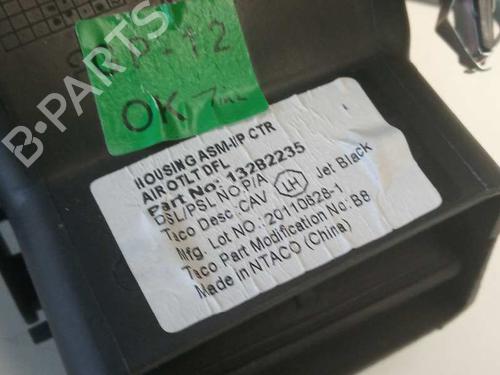 OK
HOUSING ASM-I/P CTR
AIR OTLT DFL
Part No: 13282235
DSL/PSL NO:P/A
Taco Desc.:CAV LH Jet Black
Mfg. Lot NO.:20110828-1
Taco Part Modification No.:B8
Made in NTACO (China)
B-PARTS